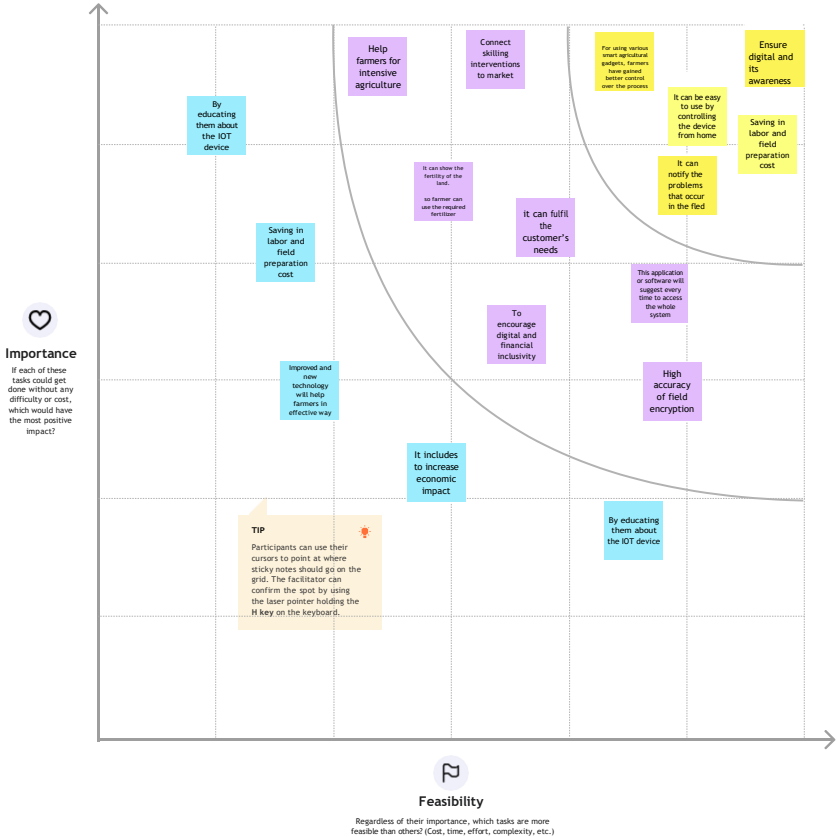 Help
farmers for
intensive
agriculture
Connect
skilling
interventions
to market
For using various
smart agricultural
gadgets, farmers
have gained
better control
over the process
Ensure
digital and
its
awareness
By
educating
them about
the IOT
device
It can be easy
to use by
controlling
the device
from home
Saving in
labor and
field
preparation
cost
It can show the
fertility of the
land.
so farmer can
use the required
fertilizer
It can
notify the
problems
that occur
in the fied
it can fulfil
the
customer's
needs
Saving in
labor and
field
preparation
cost
This application
or software will
suggest every
time to access
the whole
system
To
encourage
digital and
financial
inclusivity
Importance
If each of these
tasks could get
done without any
difficulty or cost,
which would have
the most positive
impact?
Improved and
new
technology
will help
farmers in
effective way
High
accuracy
of field
encryption
It includes
to increase
economic
impact
By educating
them about
the IOT device
TIP
Participants can use their
cursors to point at where
sticky notes should go on the
grid. The facilitator can
confirm the spot by using
the laser pointer holding the
H key on the keyboard.
Feasibility
Regardless of their importance, which tasks are more
feasible than others? (Cost, time, effort, complexity, etc.)